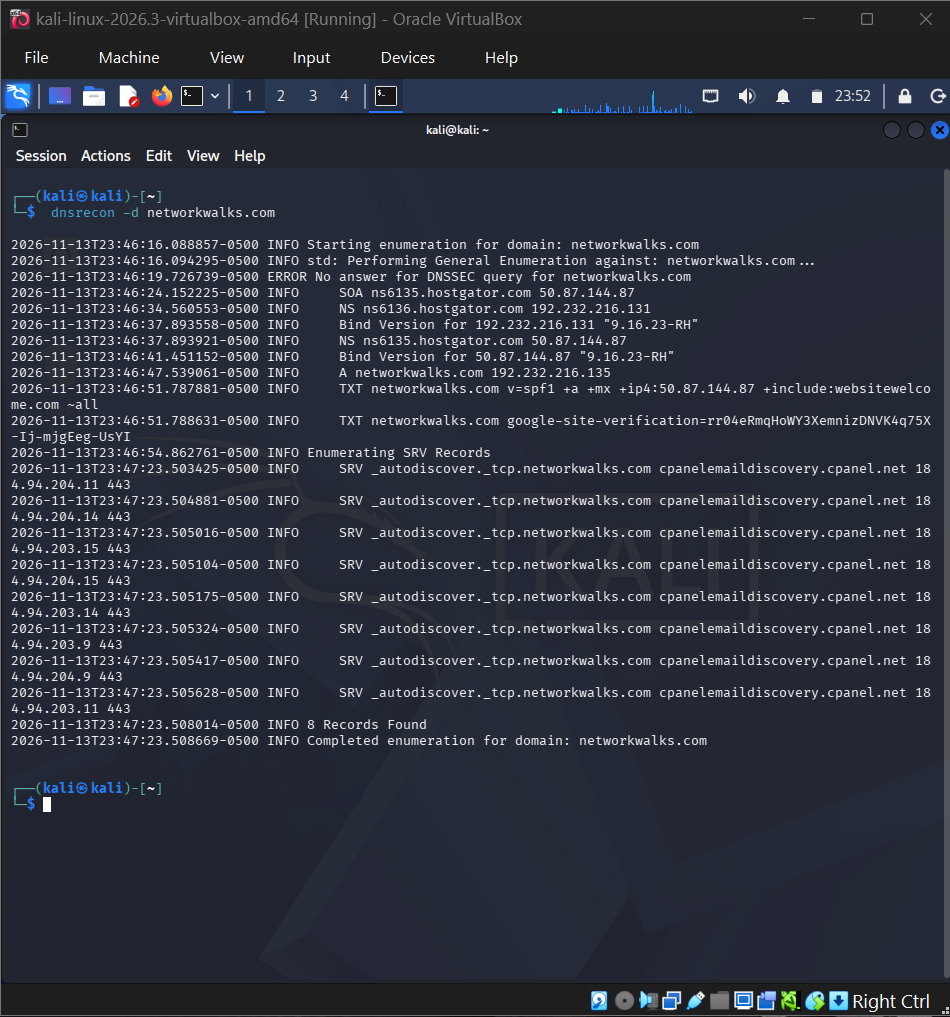 kali-linux-2026.3-virtualbox-amd64 [Running] - Oracle VirtualBox
File Machine View Input Devices Help
1 2 3 4 23:52
kali@kali: ~
Session Actions Edit View Help
┌──(kali㉿kali)-[~]
└─$ dnsrecon -d networkwalks.com
2026-11-13T23:46:16.088857-0500 INFO Starting enumeration for domain: networkwalks.com
2026-11-13T23:46:16.094295-0500 INFO std: Performing General Enumeration against: networkwalks.com...
2026-11-13T23:46:19.726739-0500 ERROR No answer for DNSSEC query for networkwalks.com
2026-11-13T23:46:24.152225-0500 INFO SOA ns6135.hostgator.com 50.87.144.87
2026-11-13T23:46:34.560553-0500 INFO NS ns6136.hostgator.com 192.232.216.131
2026-11-13T23:46:37.893558-0500 INFO Bind Version for 192.232.216.131 "9.16.23-RH"
2026-11-13T23:46:37.893921-0500 INFO NS ns6135.hostgator.com 50.87.144.87
2026-11-13T23:46:41.451152-0500 INFO Bind Version for 50.87.144.87 "9.16.23-RH"
2026-11-13T23:46:47.539061-0500 INFO A networkwalks.com 192.232.216.135
2026-11-13T23:46:51.787881-0500 INFO TXT networkwalks.com v=spf1 +a +mx +ip4:50.87.144.87 +include:websitewelco
me.com ~all
2026-11-13T23:46:51.788631-0500 INFO TXT networkwalks.com google-site-verification=rr04eRmqHoWY3XemnizDNVK4q75X
-Ij-mjgEeg-UsYI
2026-11-13T23:46:54.862761-0500 INFO Enumerating SRV Records
2026-11-13T23:47:23.503425-0500 INFO SRV _autodiscover._tcp.networkwalks.com cpanelemaildiscovery.cpanel.net 18
4.94.204.11 443
2026-11-13T23:47:23.504881-0500 INFO SRV _autodiscover._tcp.networkwalks.com cpanelemaildiscovery.cpanel.net 18
4.94.204.14 443
2026-11-13T23:47:23.505016-0500 INFO SRV _autodiscover._tcp.networkwalks.com cpanelemaildiscovery.cpanel.net 18
4.94.203.15 443
2026-11-13T23:47:23.505104-0500 INFO SRV _autodiscover._tcp.networkwalks.com cpanelemaildiscovery.cpanel.net 18
4.94.204.15 443
2026-11-13T23:47:23.505175-0500 INFO SRV _autodiscover._tcp.networkwalks.com cpanelemaildiscovery.cpanel.net 18
4.94.203.14 443
2026-11-13T23:47:23.505324-0500 INFO SRV _autodiscover._tcp.networkwalks.com cpanelemaildiscovery.cpanel.net 18
4.94.203.9 443
2026-11-13T23:47:23.505417-0500 INFO SRV _autodiscover._tcp.networkwalks.com cpanelemaildiscovery.cpanel.net 18
4.94.204.9 443
2026-11-13T23:47:23.505628-0500 INFO SRV _autodiscover._tcp.networkwalks.com cpanelemaildiscovery.cpanel.net 18
4.94.203.11 443
2026-11-13T23:47:23.508014-0500 INFO 8 Records Found
2026-11-13T23:47:23.508669-0500 INFO Completed enumeration for domain: networkwalks.com
┌──(kali㉿kali)-[~]
└─$
KALI
Right Ctrl